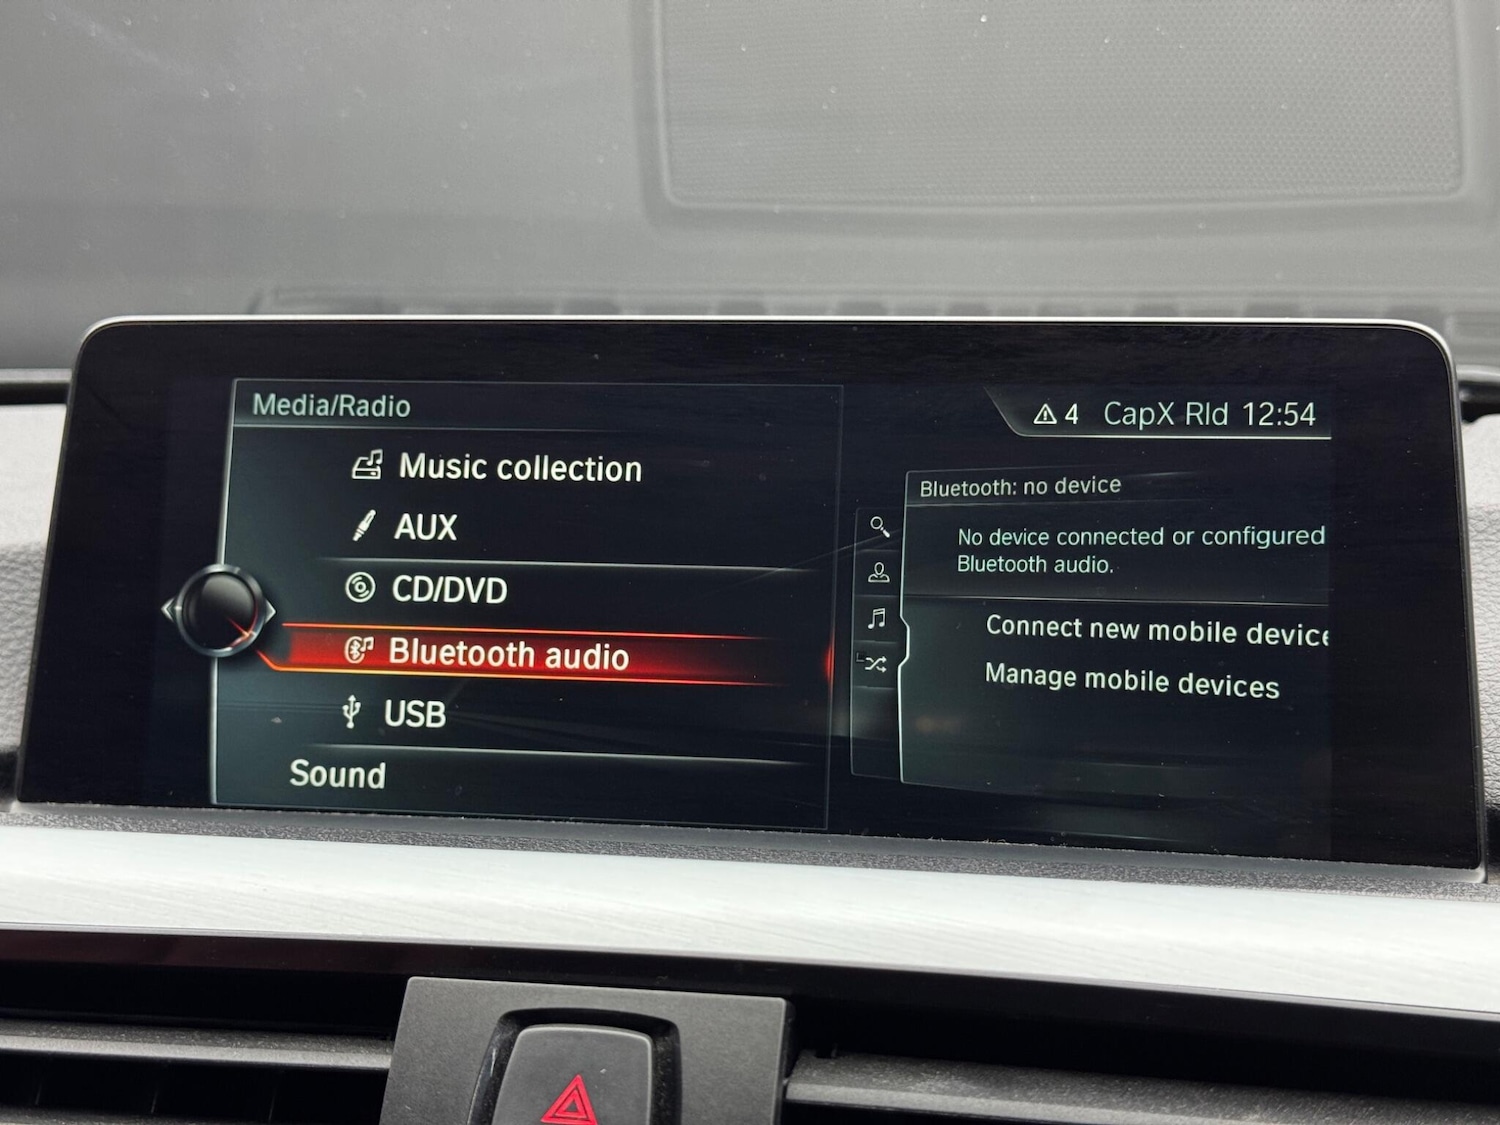 Media/Radio
Music collection
AUX
CD/DVD
Bluetooth audio
USB
Sound
4 CapX Rld 12:54
Bluetooth: no device
No device connected or configured
Bluetooth audio.
Connect new mobile device
Manage mobile devices